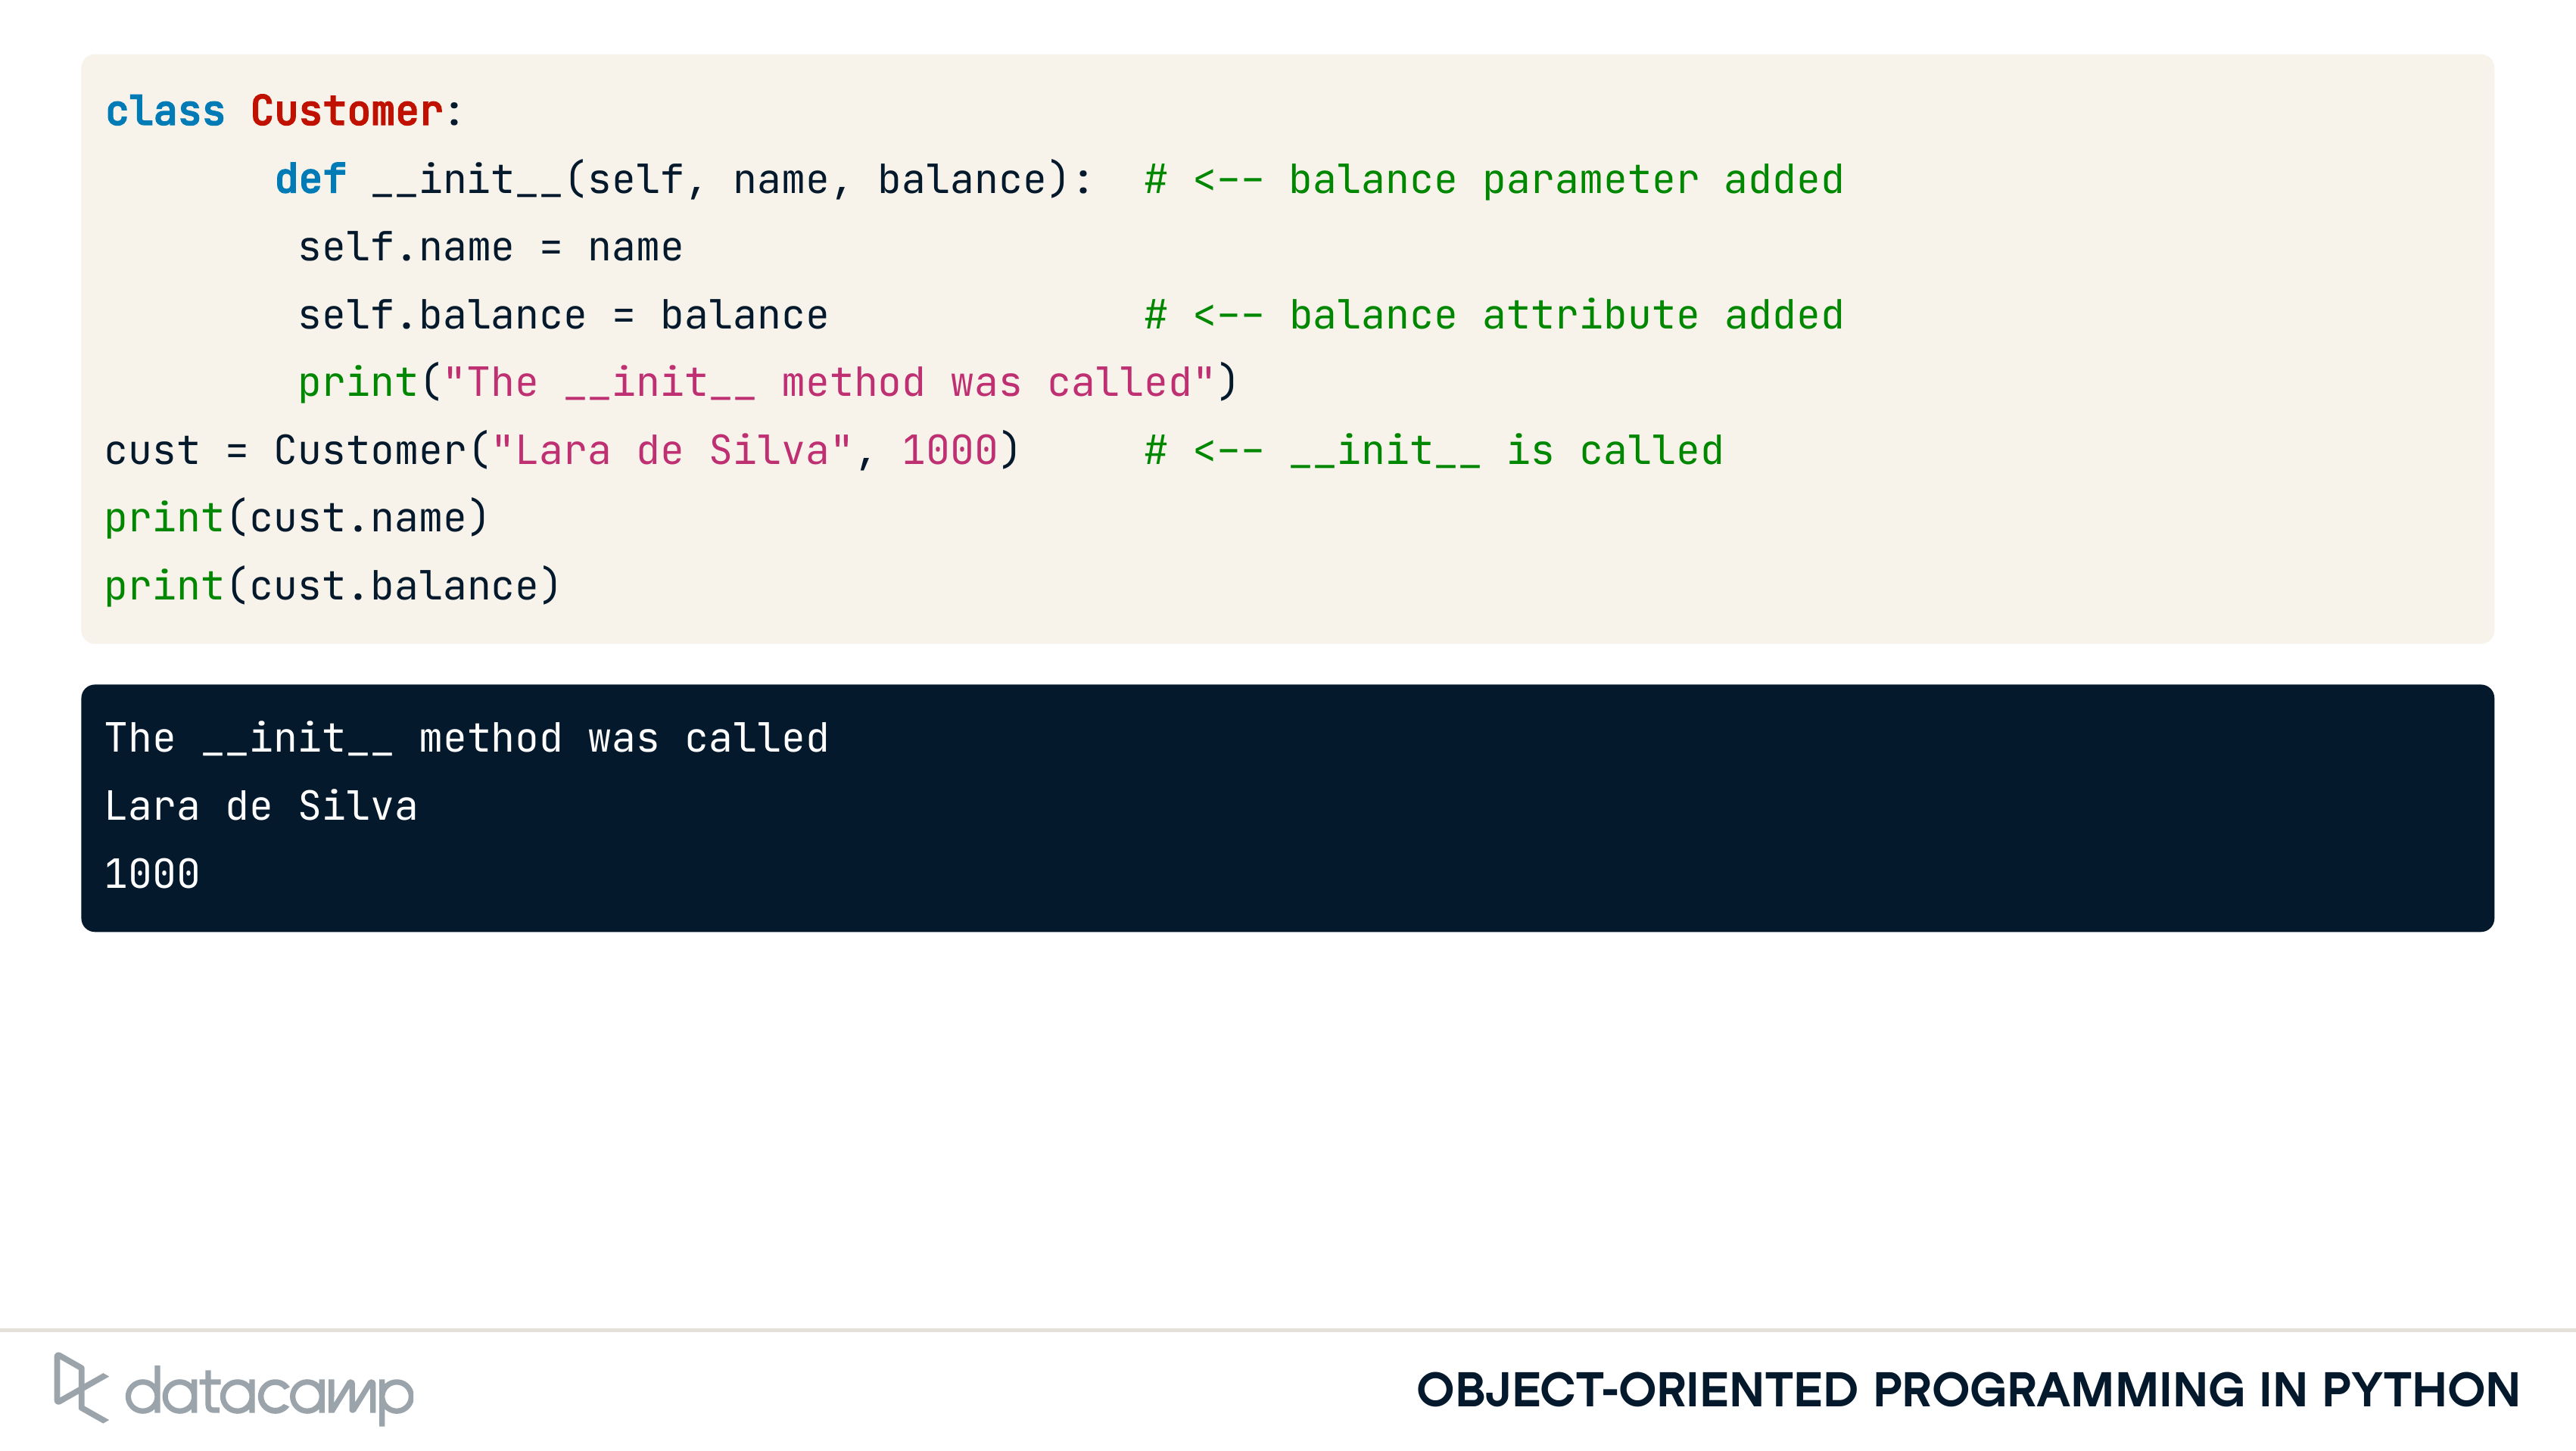 class Customer:
       def __init__(self, name, balance):  # <-- balance parameter added
        self.name = name
        self.balance = balance             # <-- balance attribute added
        print("The __init__ method was called")
cust = Customer("Lara de Silva", 1000)     # <-- __init__ is called
print(cust.name)
print(cust.balance)
The __init__ method was called
Lara de Silva
1000
datacamp
OBJECT-ORIENTED PROGRAMMING IN PYTHON